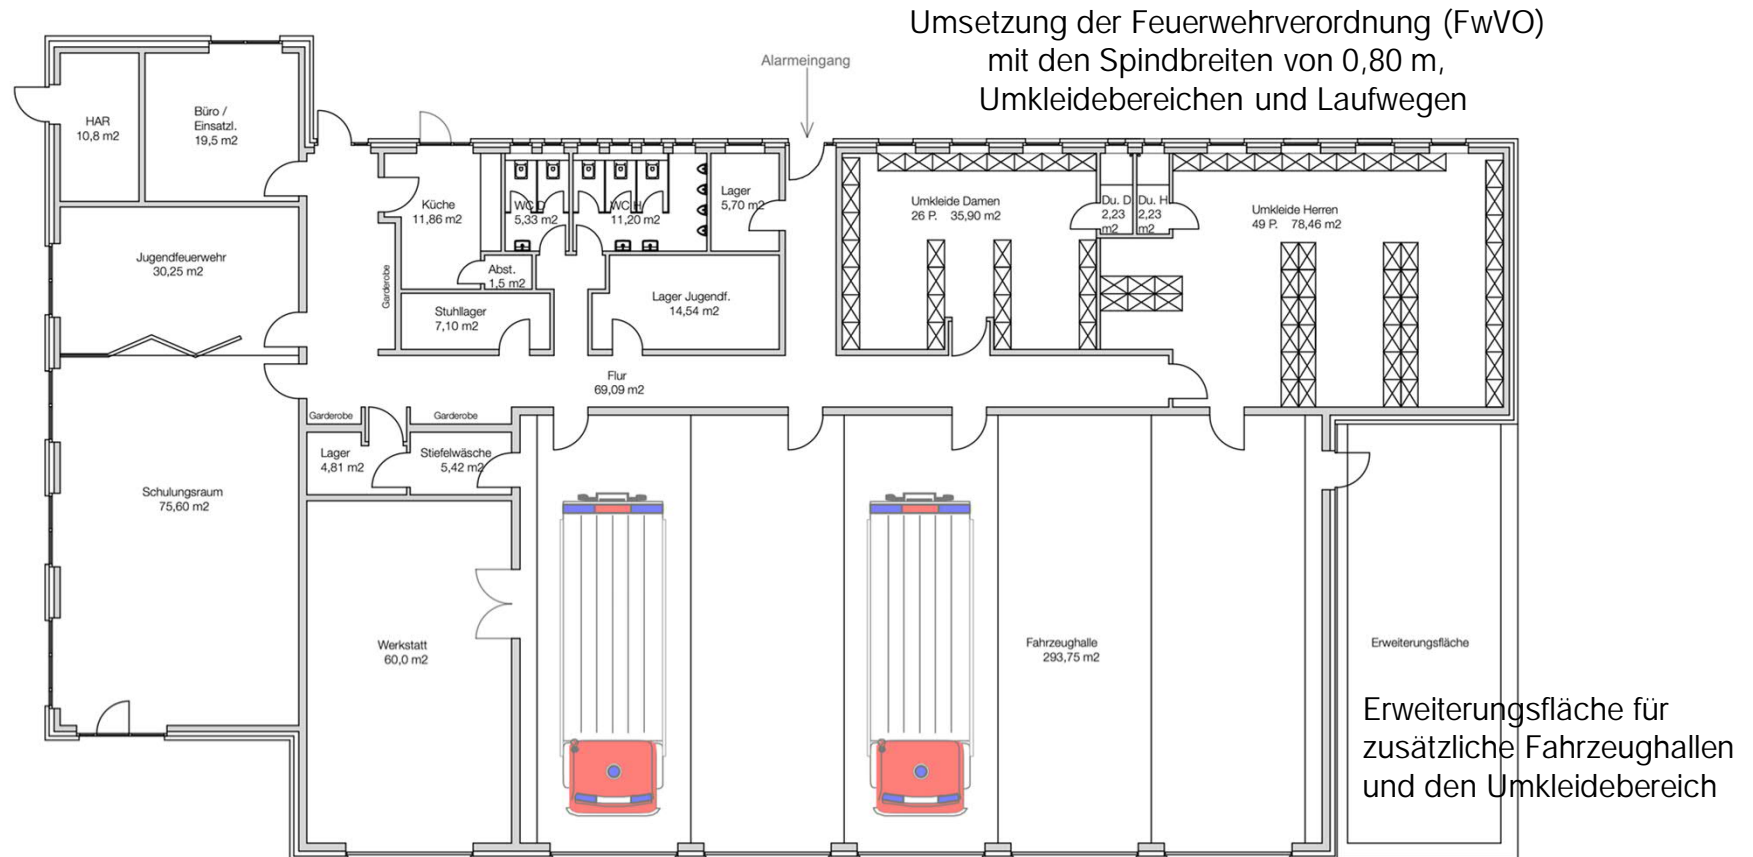 Umsetzung der Feuerwehrverordnung (FwVO)
mit den Spindbreiten von 0,80 m,
Umkleidebereichen und Laufwegen
Alarmeingang
HAR
10,8 m2
Büro /
Einsatzl.
19,5 m2
Küche
11,86 m2
WC D
5,33 m2
WC H
11,20 m2
Lager
5,70 m2
Umkleide Damen
26 P. 35,90 m2
Du. D
2,23
m2
Du. H
2,23
m2
Umkleide Herren
49 P. 78,46 m2
Jugendfeuerwehr
30,25 m2
Garderobe
Abst.
1,5 m2
Stuhllager
7,10 m2
Lager Jugendf.
14,54 m2
Flur
69,09 m2
Garderobe
Garderobe
Lager
4,81 m2
Stiefelwäsche
5,42 m2
Schulungsraum
75,60 m2
Werkstatt
60,0 m2
Fahrzeughalle
293,75 m2
Erweiterungsfläche
Erweiterungsfläche für
zusätzliche Fahrzeughallen
und den Umkleidebereich